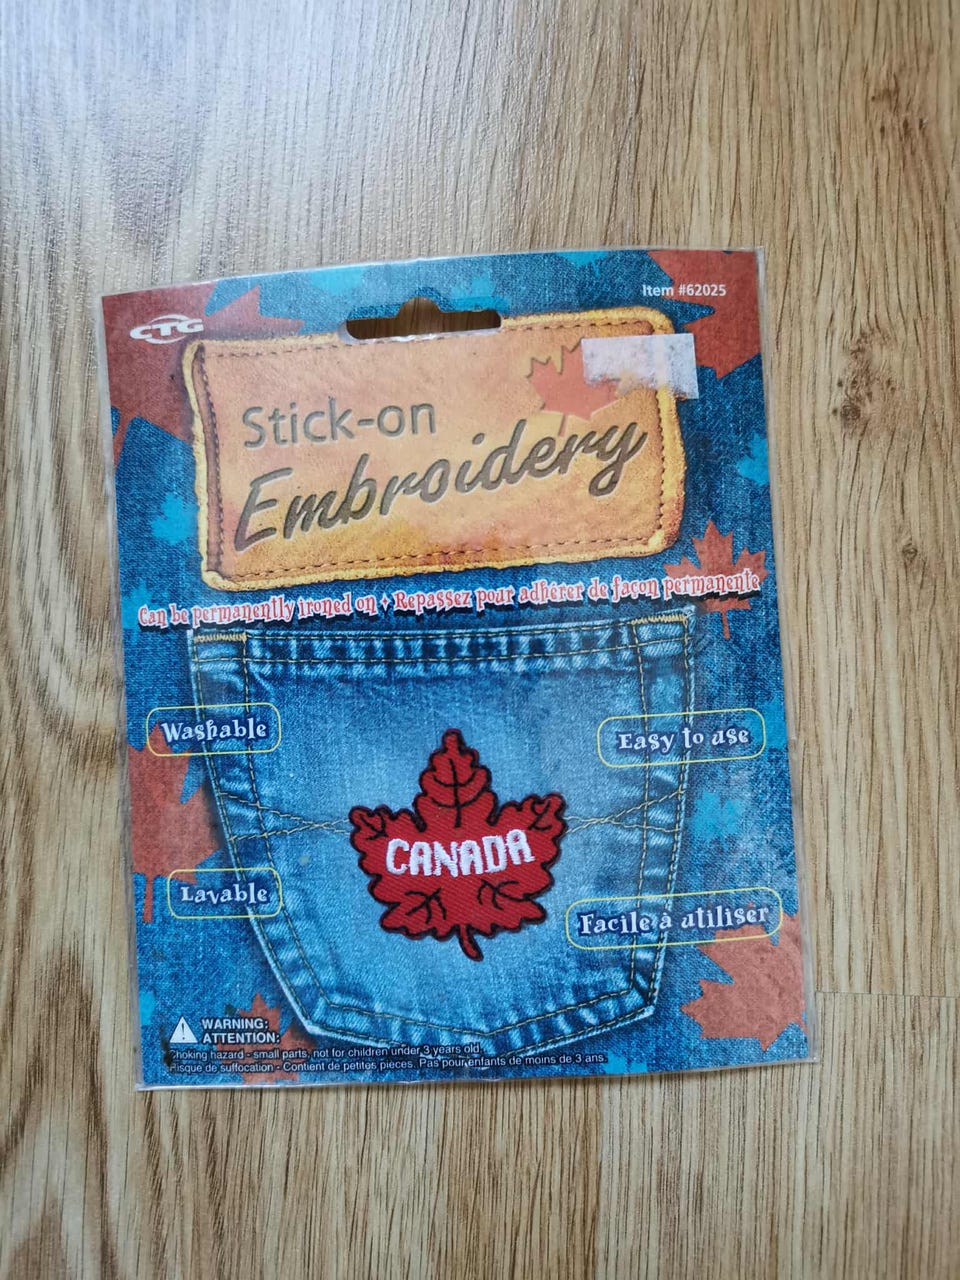 CTG
Item #62025
Stick-on
Embroidery
Can be permanently ironed on ✦ Repassez pour adhérer de façon permanente
Washable
Easy to use
CANADA
Lavable
Facile à utiliser
WARNING:
ATTENTION:
Choking hazard - small parts, not for children under 3 years old.
Risque de suffocation - Contient de petites pièces. Pas pour enfants de moins de 3 ans.